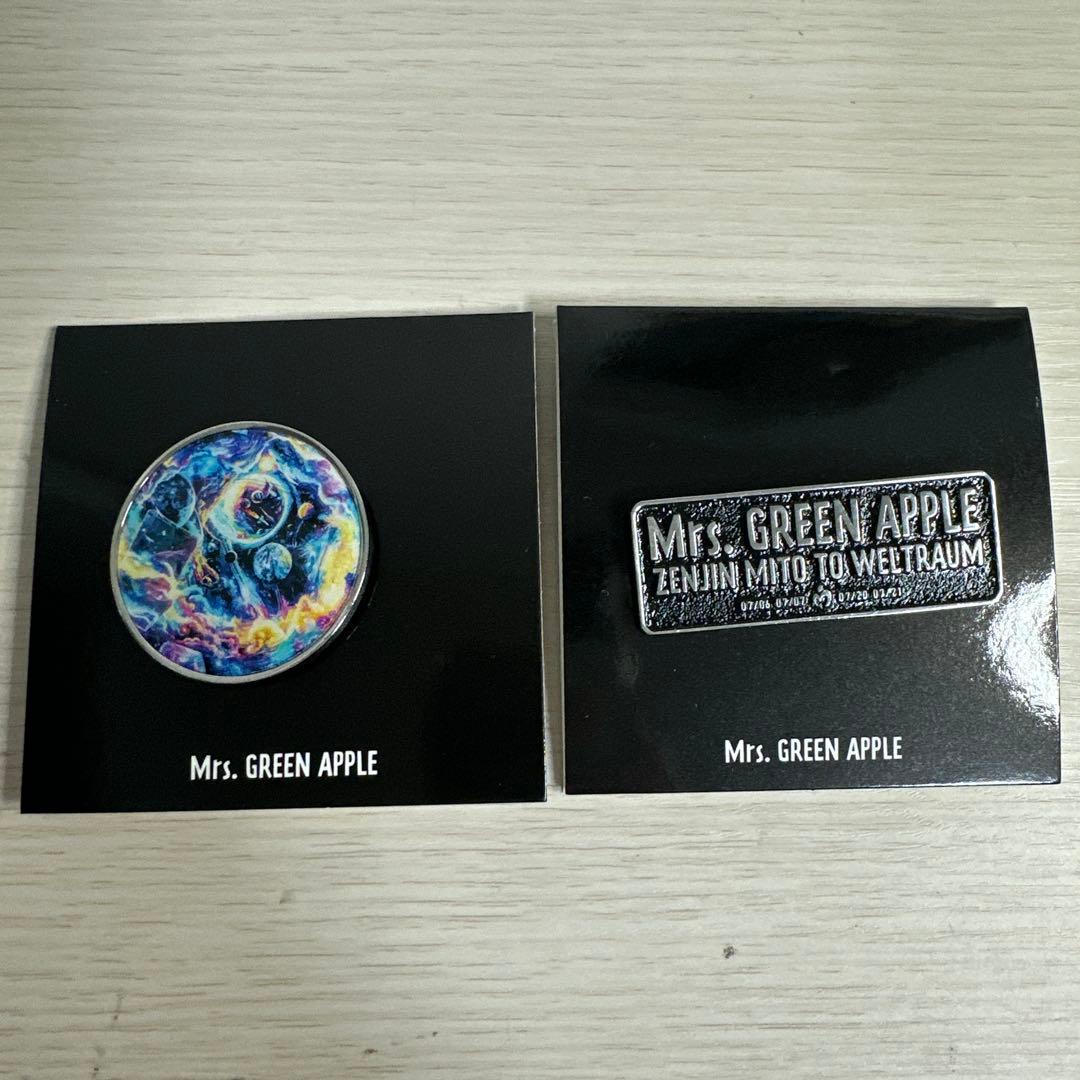 Mrs. GREEN APPLE
Mrs. GREEN APPLE
ZENJIN MITO TO WELTRAUM
07/06 07/07 07/20 07/21
Mrs. GREEN APPLE